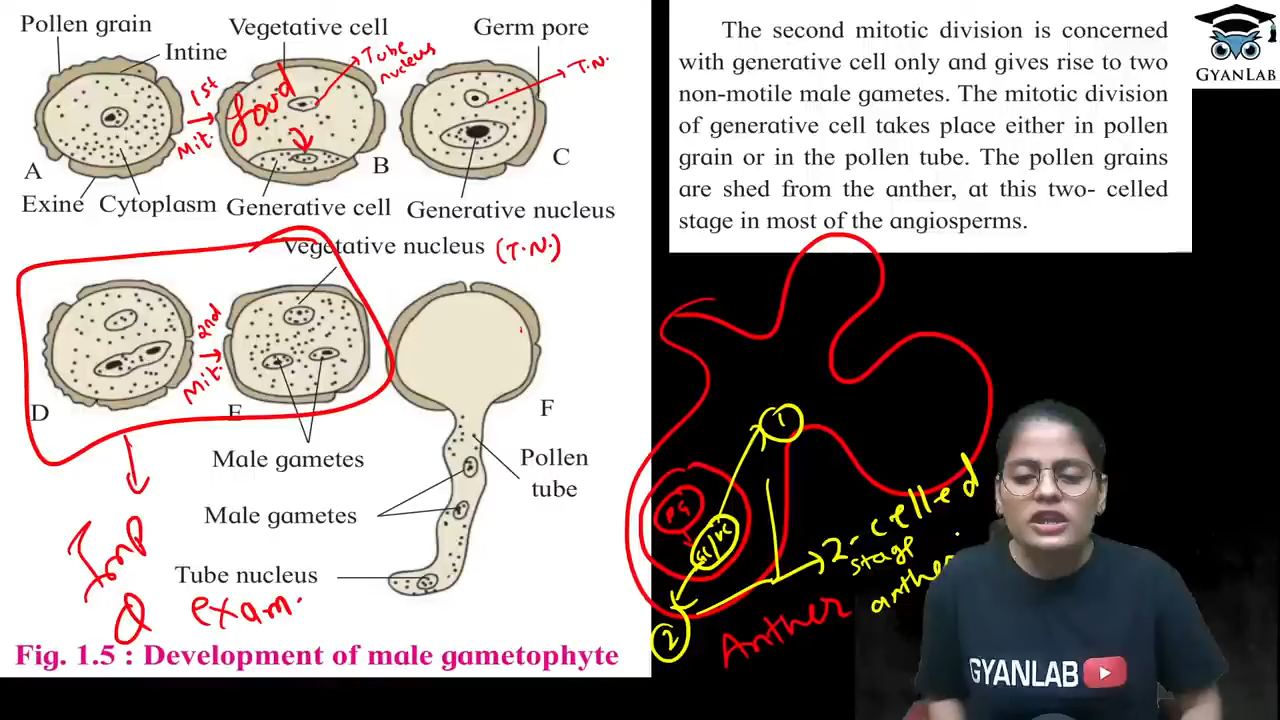 Pollen grain
Vegetative cell
Germ pore
Intine
Tube
nucleus
T.N.
1st
Mit.
food
A
B
C
Exine Cytoplasm Generative cell Generative nucleus
Vegetative nucleus (T.N.)
2nd
Mit.
D
E
F
Male gametes
Pollen
tube
Male gametes
Tube nucleus
Imp
Q exam.
Fig. 1.5 : Development of male gametophyte
The second mitotic division is concerned
with generative cell only and gives rise to two
non-motile male gametes. The mitotic division
of generative cell takes place either in pollen
grain or in the pollen tube. The pollen grains
are shed from the anther, at this two- celled
stage in most of the angiosperms.
GYANLAB
1
PG
GC/VC
2
2-celled
stage
Anther
GYANLAB